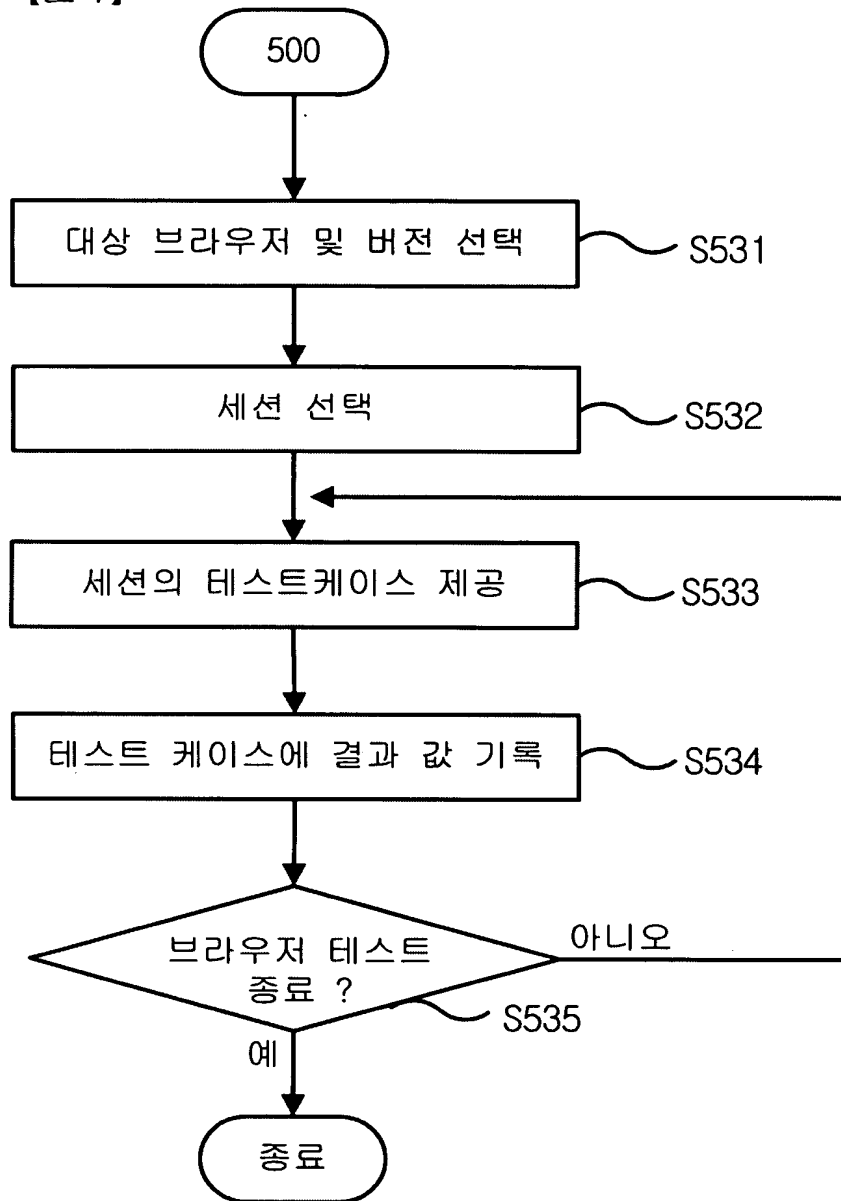 500
대상 브라우저 및 버전 선택
S531
세션 선택
S532
세션의 테스트케이스 제공
S533
테스트 케이스에 결과 값 기록
S534
브라우저 테스트
종료 ?
아니오
S535
예
종료